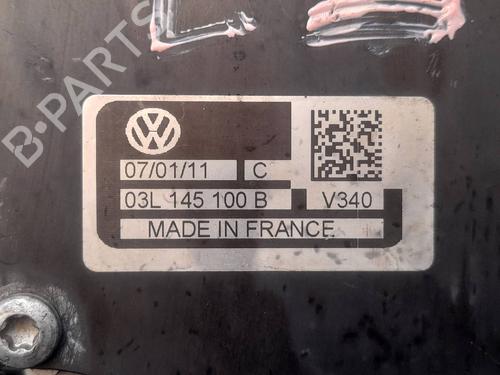 B-PARTS
07/01/11 C
03L 145 100 B V340
MADE IN FRANCE